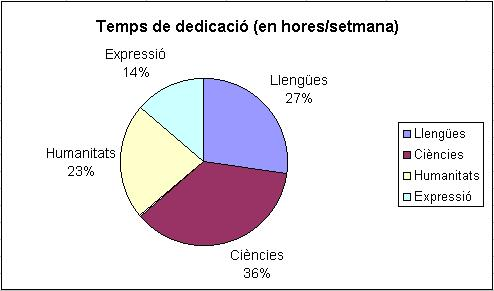 Temps de dedicació (en hores/setmana)
Expressió
14%
Llengües
27%
Humanitats
23%
Ciències
36%
Llengües
Ciències
Humanitats
Expressió